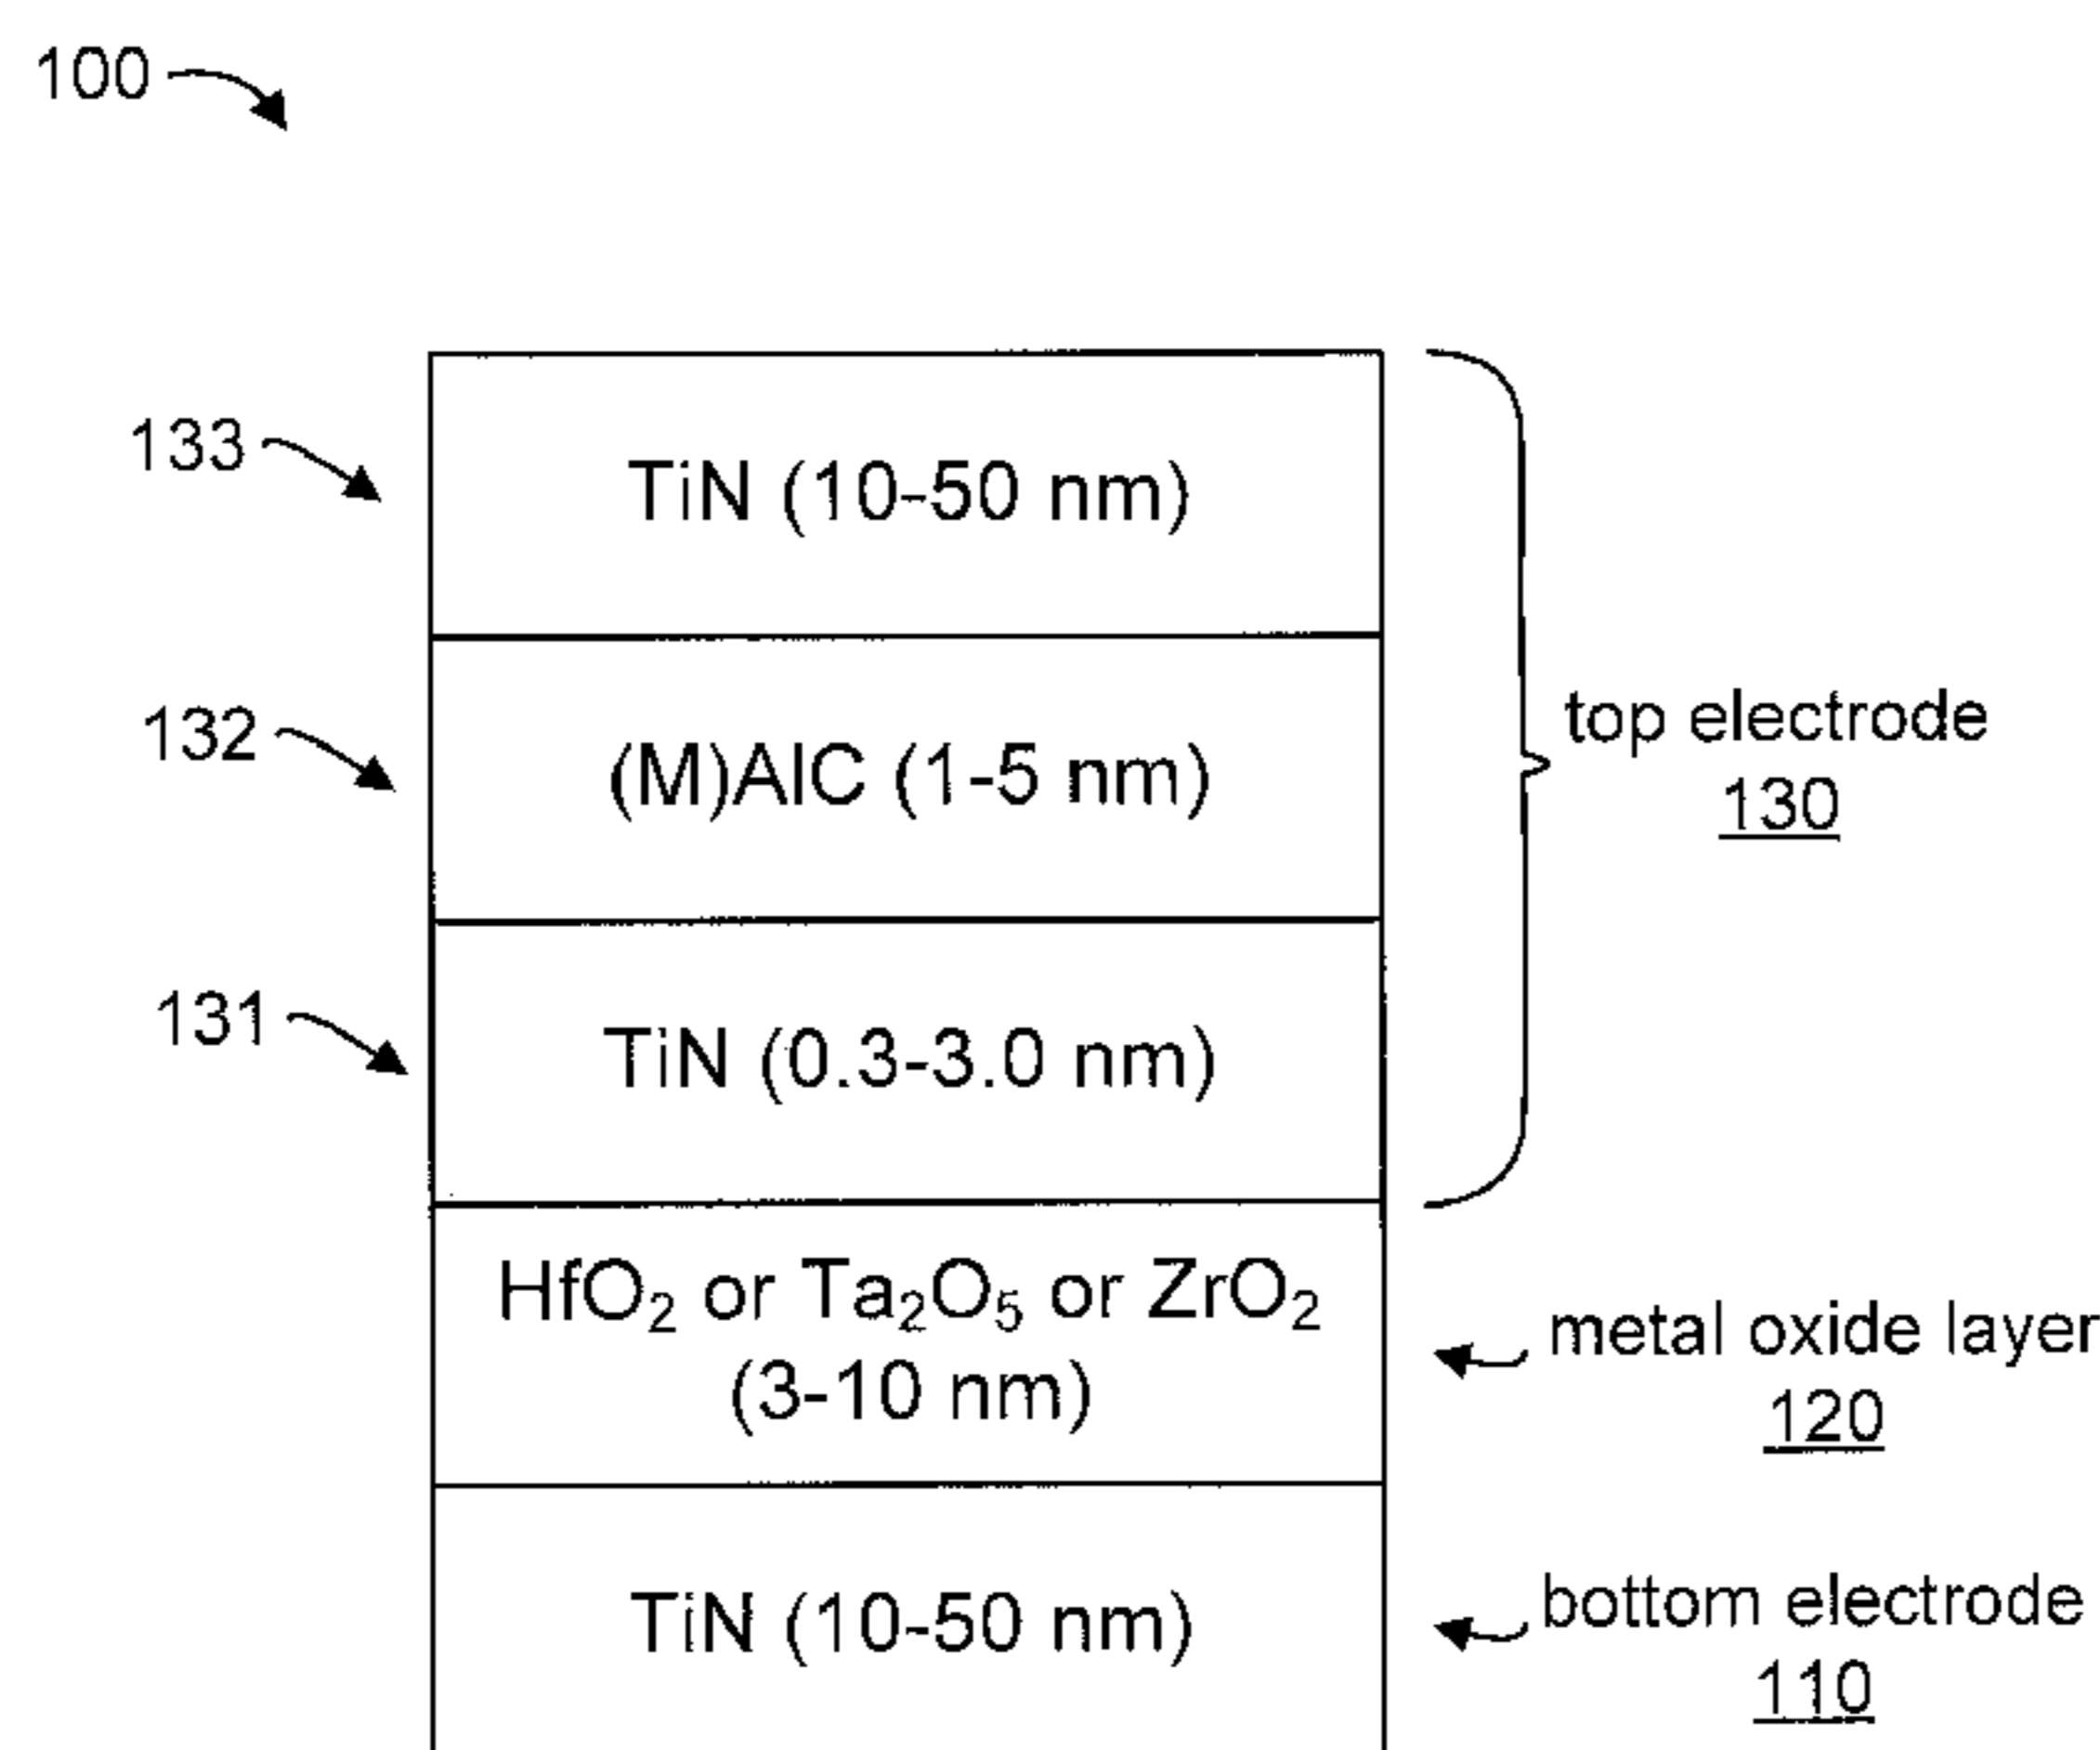 100
133
TiN (10-50 nm)
132
(M)AlC (1-5 nm)
top electrode
130
131
TiN (0.3-3.0 nm)
HfO₂ or Ta₂O₅ or ZrO₂
(3-10 nm)
metal oxide layer
120
TiN (10-50 nm)
bottom electrode
110